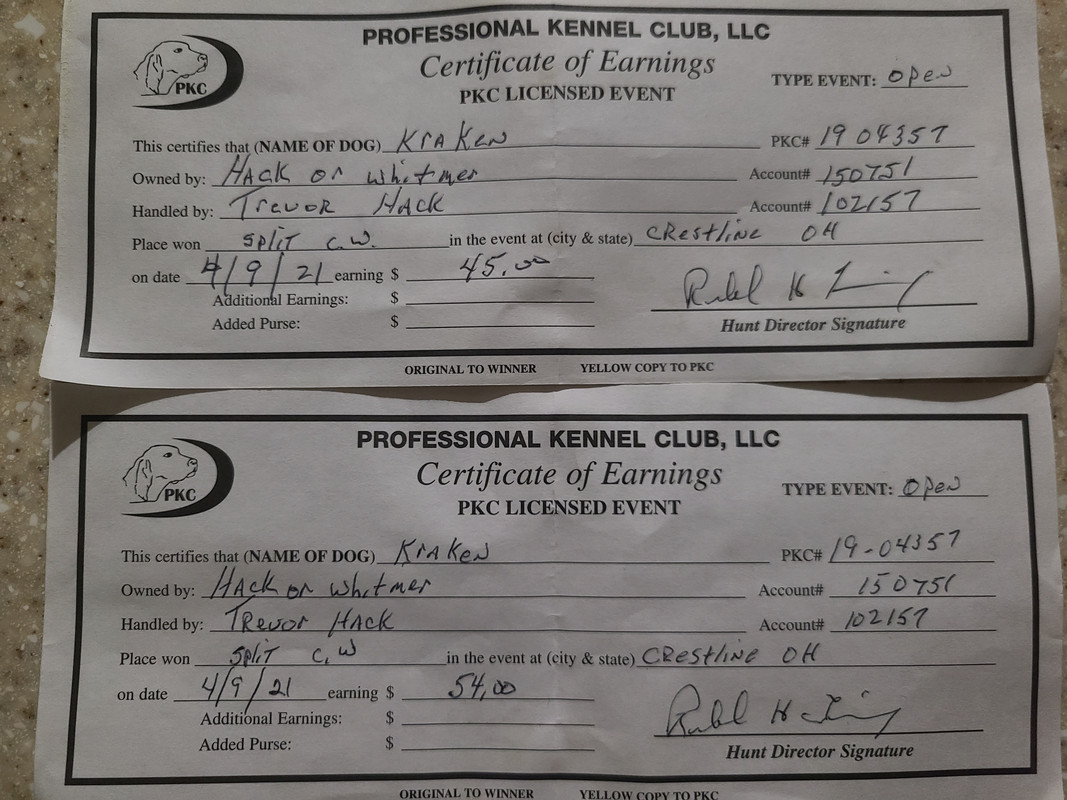 PROFESSIONAL KENNEL CLUB, LLC
Certificate of Earnings
PKC LICENSED EVENT
TYPE EVENT: Open
PKC
This certifies that (NAME OF DOG) KraKen PKC# 1904357
Owned by: Hack or Whitmer Account# 150751
Handled by: Trevor Hack Account# 102157
Place won Split C.W. in the event at (city & state) Crestline OH
on date 4/9/21 earning $ 45.00
Additional Earnings: $
Added Purse: $
Hunt Director Signature
ORIGINAL TO WINNER YELLOW COPY TO PKC
PROFESSIONAL KENNEL CLUB, LLC
Certificate of Earnings
PKC LICENSED EVENT
TYPE EVENT: Open
PKC
This certifies that (NAME OF DOG) KraKen PKC# 19-04357
Owned by: Hack or Whitmer Account# 150751
Handled by: Trevor Hack Account# 102157
Place won Split C.W in the event at (city & state) Crestline OH
on date 4/9/21 earning $ 54.00
Additional Earnings: $
Added Purse: $
Hunt Director Signature
ORIGINAL TO WINNER YELLOW COPY TO PKC